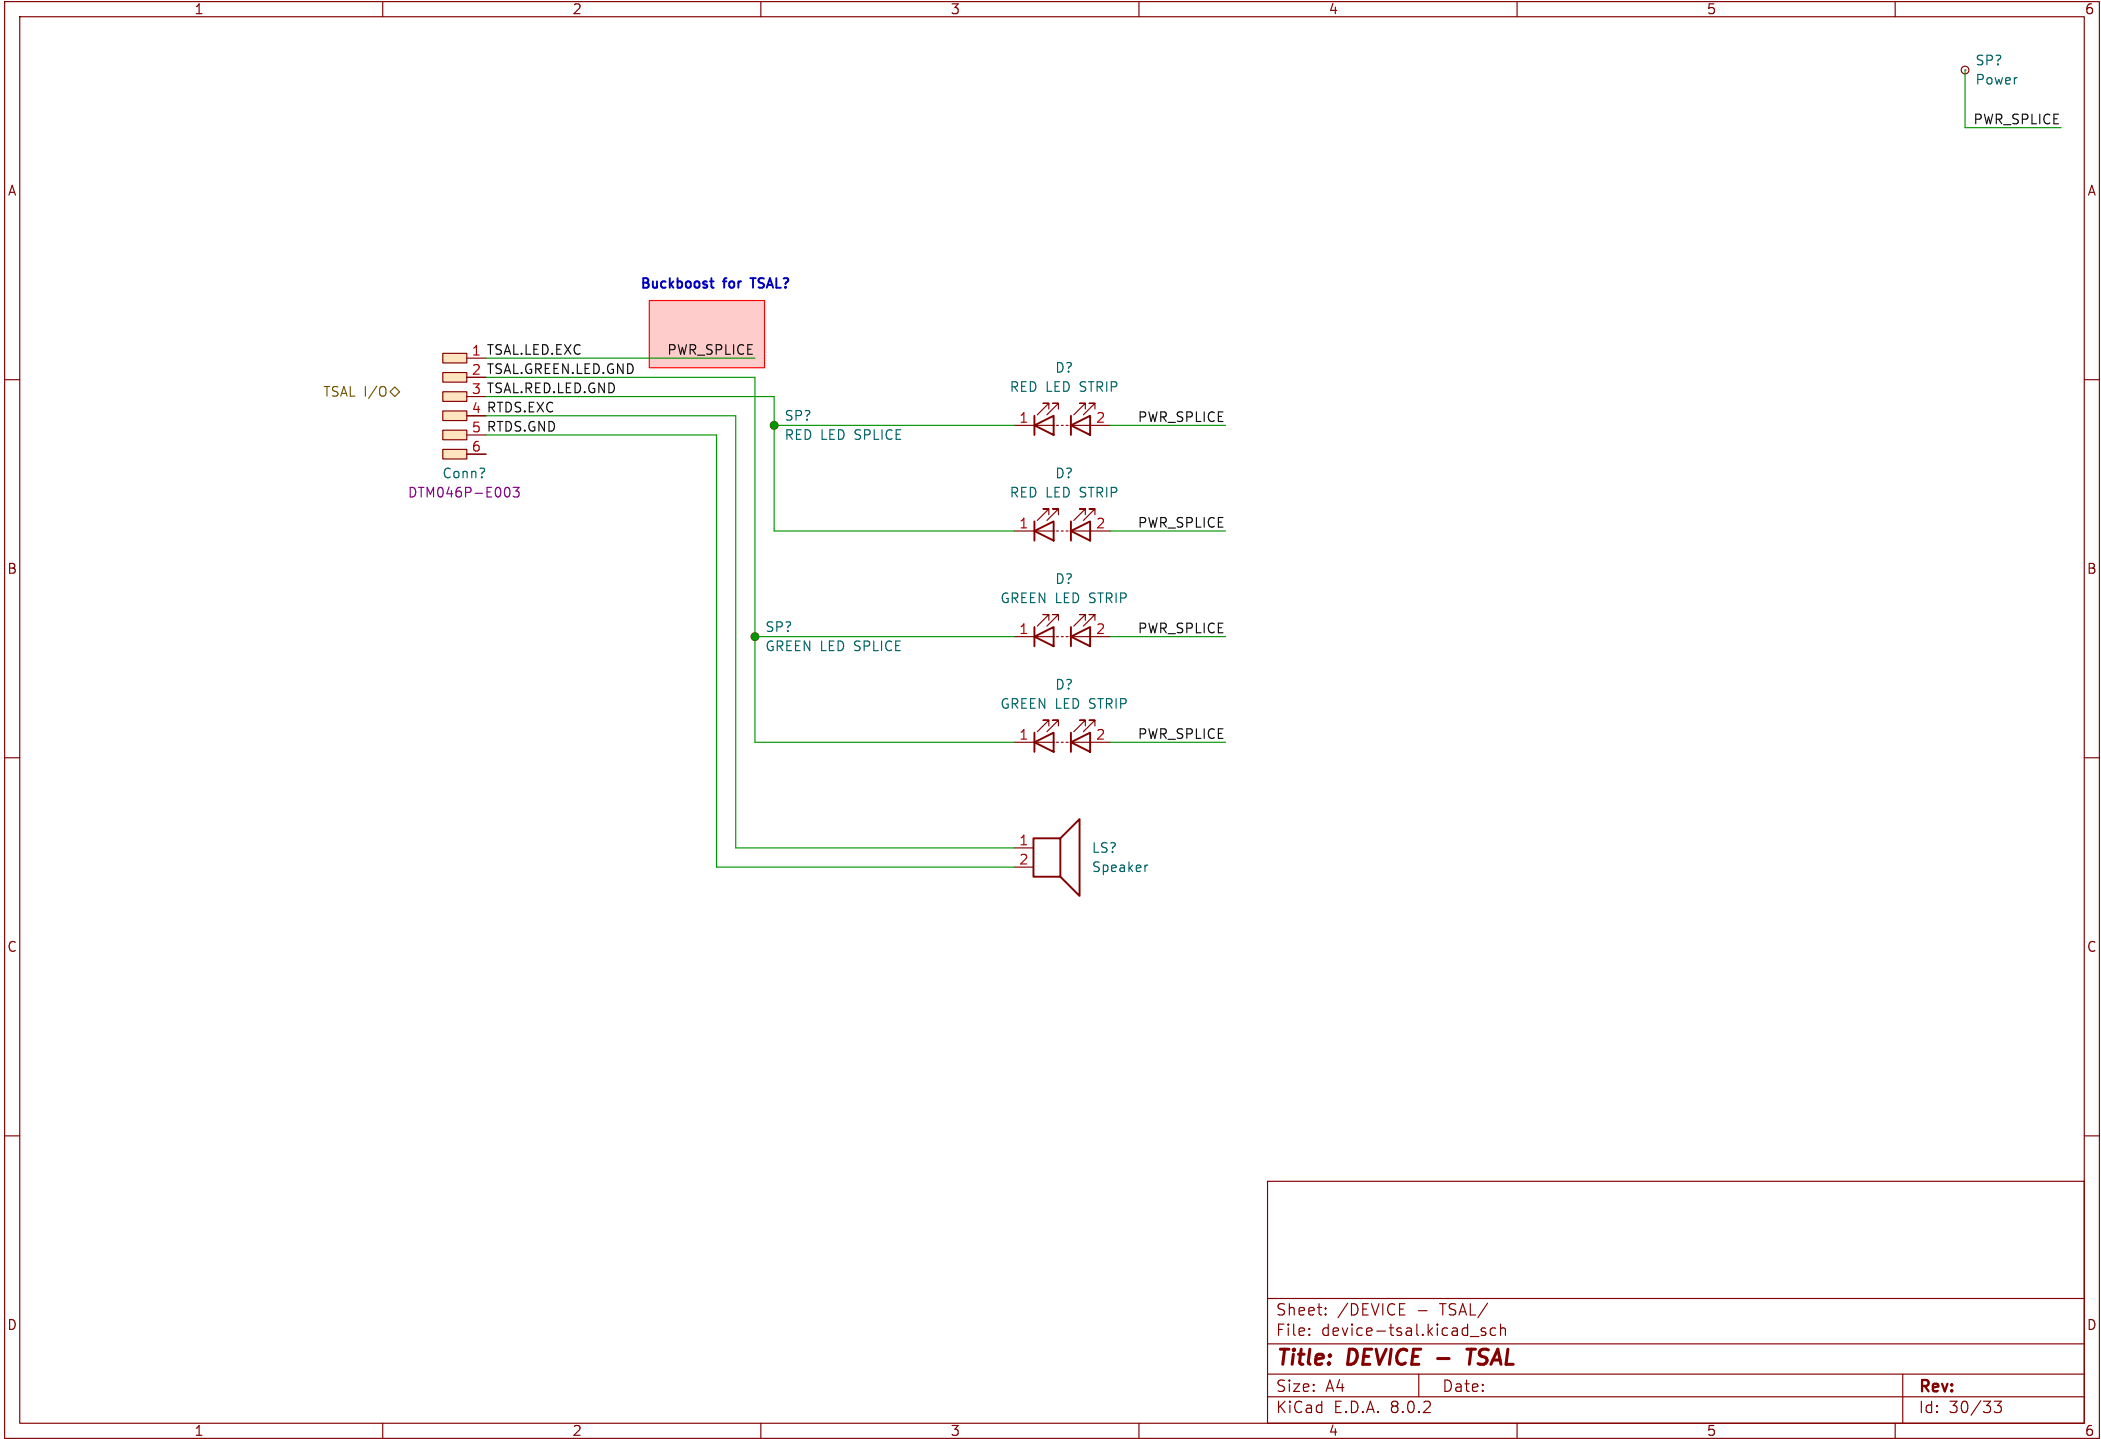 1 2 3 4 5 6
SP?
Power
PWR_SPLICE
A A
Buckboost for TSAL?
1 TSAL.LED.EXC PWR_SPLICE
2 TSAL.GREEN.LED.GND
3 TSAL.RED.LED.GND
4 RTDS.EXC
5 RTDS.GND
6
TSAL I/O
Conn?
DTM046P-E003
D?
RED LED STRIP
SP?
RED LED SPLICE
1 2 PWR_SPLICE
D?
RED LED STRIP
1 2 PWR_SPLICE
B B
D?
GREEN LED STRIP
SP?
GREEN LED SPLICE
1 2 PWR_SPLICE
D?
GREEN LED STRIP
1 2 PWR_SPLICE
1
2
LS?
Speaker
C C
Sheet: /DEVICE - TSAL/
File: device-tsal.kicad_sch
D D
Title: DEVICE - TSAL
Size: A4 Date: Rev:
KiCad E.D.A. 8.0.2 Id: 30/33
1 2 3 4 5 6